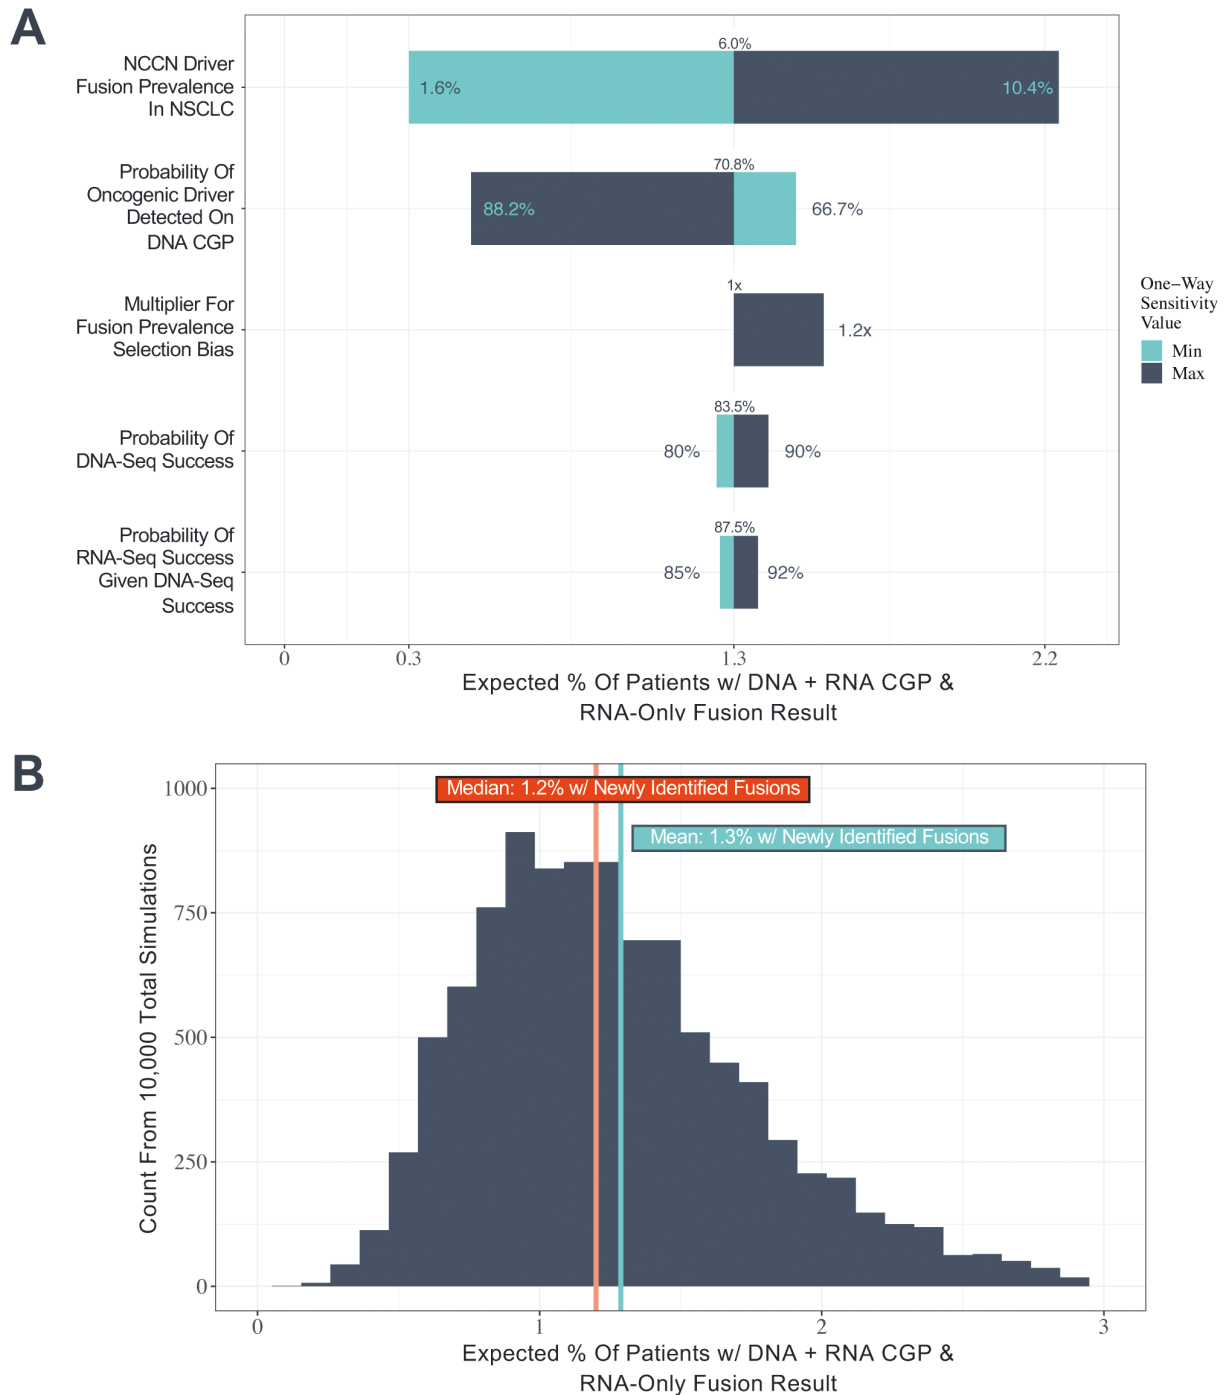 A
NCCN Driver
Fusion Prevalence
In NSCLC
6.0%
1.6%
10.4%
Probability Of
Oncogenic Driver
Detected On
DNA CGP
70.8%
88.2%
66.7%
Multiplier For
Fusion Prevalence
Selection Bias
1x
1.2x
Probability Of
DNA-Seq Success
83.5%
80%
90%
Probability Of
RNA-Seq Success
Given DNA-Seq
Success
87.5%
85%
92%
One-Way
Sensitivity
Value
Min
Max
0 0.3 1.3 2.2
Expected % Of Patients w/ DNA + RNA CGP &
RNA-Only Fusion Result
B
Count From 10,000 Total Simulations
1000
750
500
250
0
Median: 1.2% w/ Newly Identified Fusions
Mean: 1.3% w/ Newly Identified Fusions
0 1 2 3
Expected % Of Patients w/ DNA + RNA CGP &
RNA-Only Fusion Result